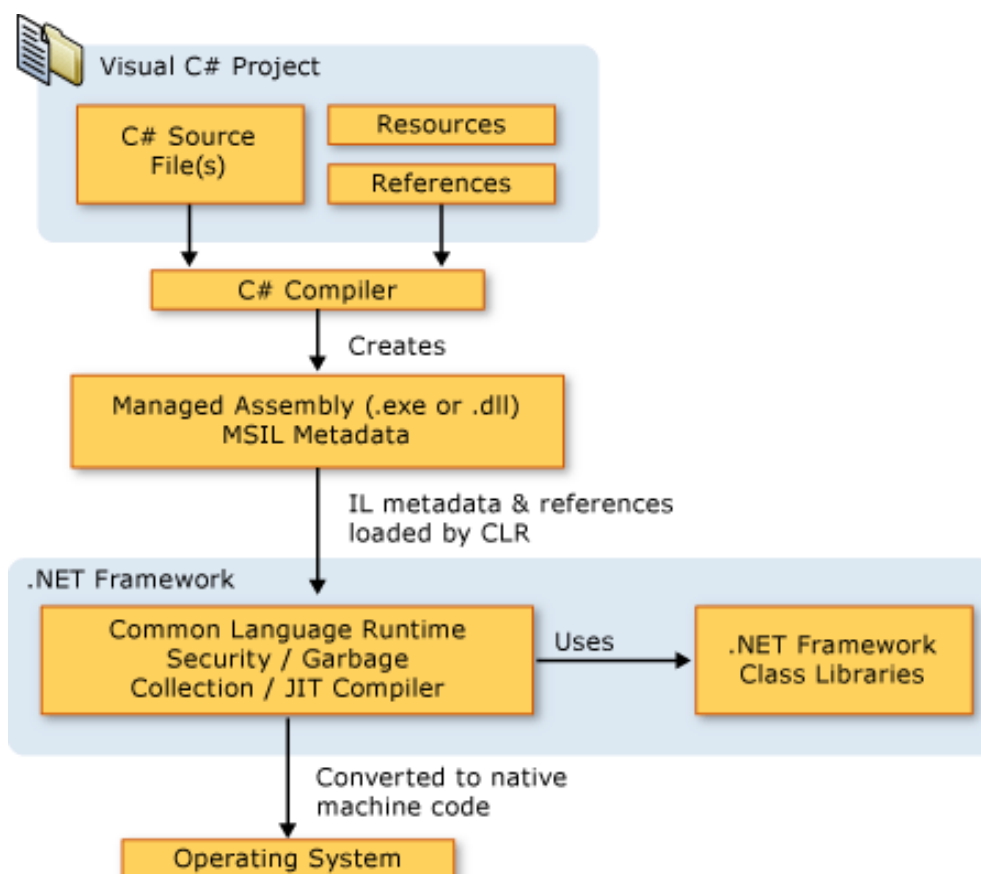 Visual C# Project
C# Source
File(s)
Resources
References
C# Compiler
Creates
Managed Assembly (.exe or .dll)
MSIL Metadata
IL metadata & references
loaded by CLR
.NET Framework
Common Language Runtime
Security / Garbage
Collection / JIT Compiler
Uses
.NET Framework
Class Libraries
Converted to native
machine code
Operating System